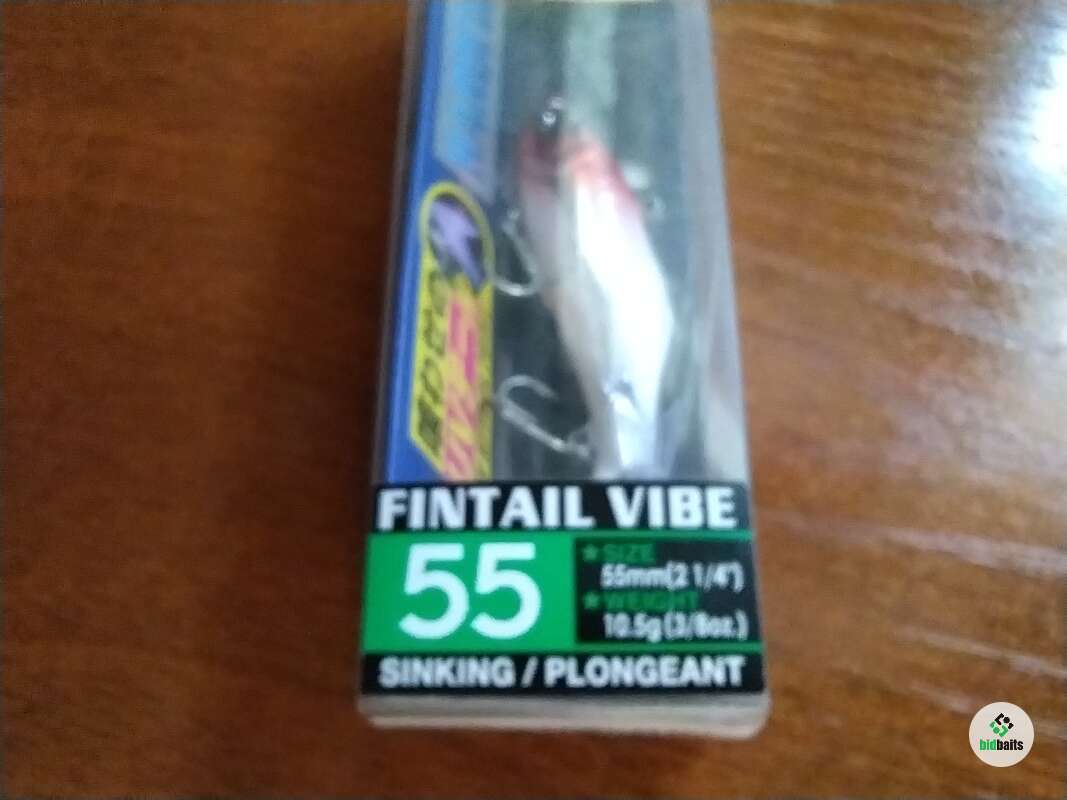 FINTAIL VIBE
55
★SIZE
55mm(2 1/4")
★WEIGHT
10.5g (3/8oz.)
SINKING / PLONGEANT
bidbaits